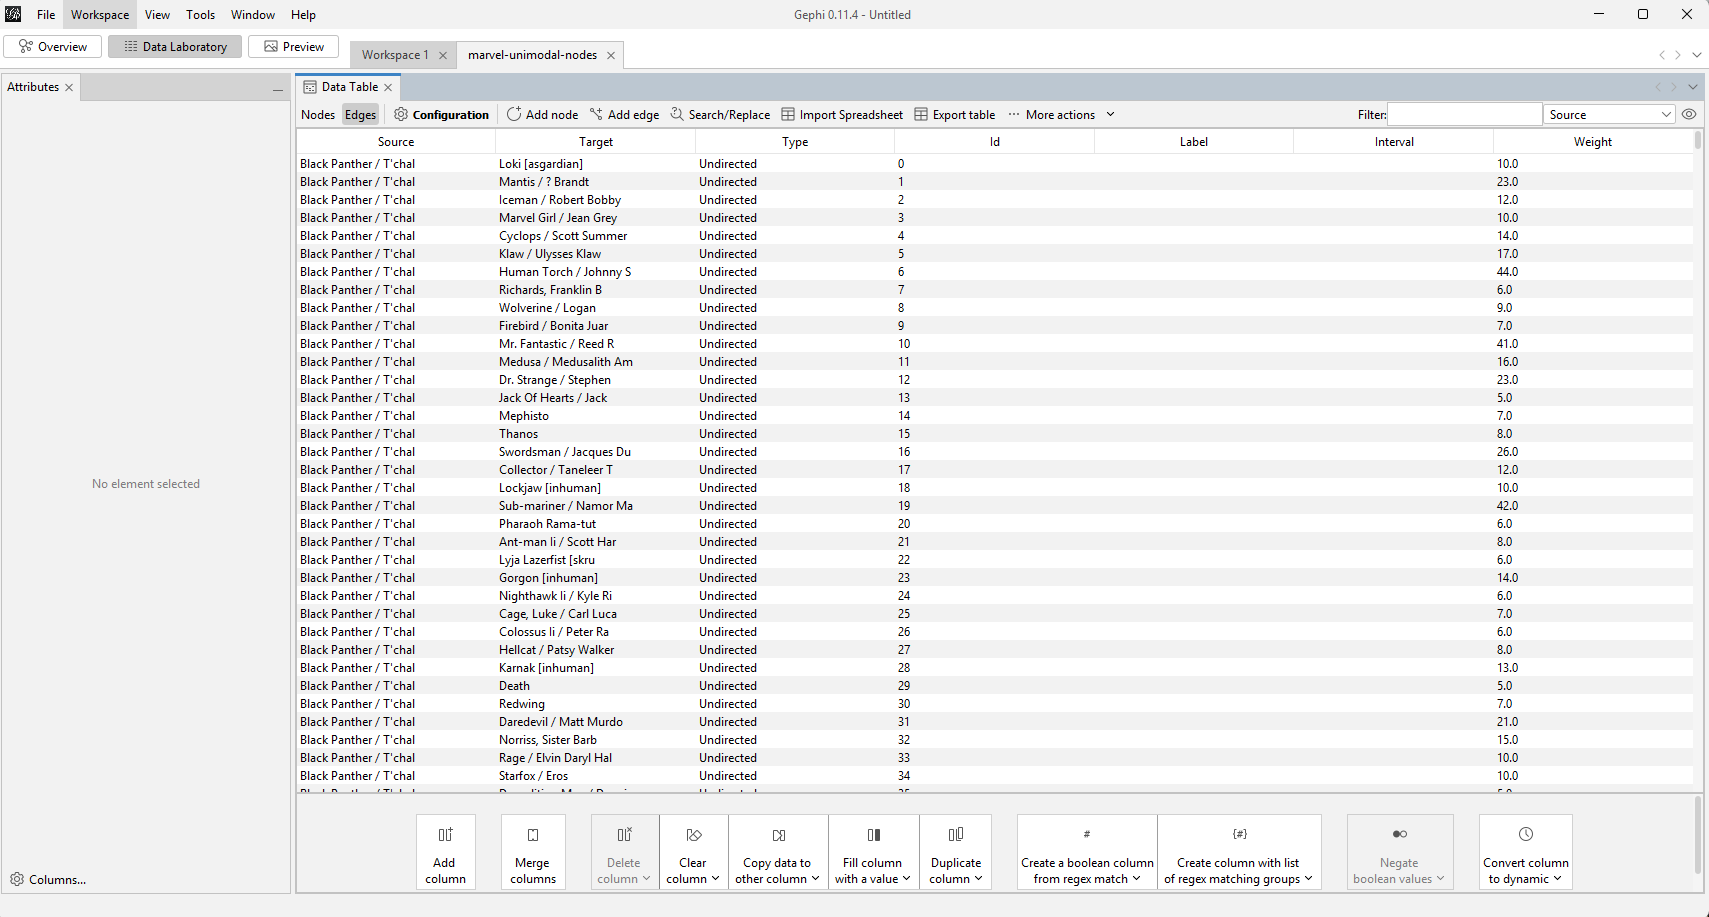 File Workspace View Tools Window Help
Gephi 0.11.4 - Untitled
Overview Data Laboratory Preview
Workspace 1 marvel-unimodal-nodes
Attributes
Data Table
Nodes Edges Configuration Add node Add edge Search/Replace Import Spreadsheet Export table More actions Filter: Source
Source Target Type Id Label Interval Weight
Black Panther / T'chal Loki [asgardian] Undirected 0 10.0
Black Panther / T'chal Mantis / ? Brandt Undirected 1 23.0
Black Panther / T'chal Iceman / Robert Bobby Undirected 2 12.0
Black Panther / T'chal Marvel Girl / Jean Grey Undirected 3 10.0
Black Panther / T'chal Cyclops / Scott Summer Undirected 4 14.0
Black Panther / T'chal Klaw / Ulysses Klaw Undirected 5 17.0
Black Panther / T'chal Human Torch / Johnny S Undirected 6 44.0
Black Panther / T'chal Richards, Franklin B Undirected 7 6.0
Black Panther / T'chal Wolverine / Logan Undirected 8 9.0
Black Panther / T'chal Firebird / Bonita Juar Undirected 9 7.0
Black Panther / T'chal Mr. Fantastic / Reed R Undirected 10 41.0
Black Panther / T'chal Medusa / Medusalith Am Undirected 11 16.0
Black Panther / T'chal Dr. Strange / Stephen Undirected 12 23.0
Black Panther / T'chal Jack Of Hearts / Jack Undirected 13 5.0
Black Panther / T'chal Mephisto Undirected 14 7.0
Black Panther / T'chal Thanos Undirected 15 8.0
Black Panther / T'chal Swordsman / Jacques Du Undirected 16 26.0
Black Panther / T'chal Collector / Taneleer T Undirected 17 12.0
Black Panther / T'chal Lockjaw [inhuman] Undirected 18 10.0
Black Panther / T'chal Sub-mariner / Namor Ma Undirected 19 42.0
Black Panther / T'chal Pharaoh Rama-tut Undirected 20 6.0
Black Panther / T'chal Ant-man Ii / Scott Har Undirected 21 8.0
Black Panther / T'chal Lyja Lazerfist [skru Undirected 22 6.0
Black Panther / T'chal Gorgon [inhuman] Undirected 23 14.0
Black Panther / T'chal Nighthawk Ii / Kyle Ri Undirected 24 6.0
Black Panther / T'chal Cage, Luke / Carl Luca Undirected 25 7.0
Black Panther / T'chal Colossus Ii / Peter Ra Undirected 26 6.0
Black Panther / T'chal Hellcat / Patsy Walker Undirected 27 8.0
Black Panther / T'chal Karnak [inhuman] Undirected 28 13.0
Black Panther / T'chal Death Undirected 29 5.0
Black Panther / T'chal Redwing Undirected 30 7.0
Black Panther / T'chal Daredevil / Matt Murdo Undirected 31 21.0
Black Panther / T'chal Norriss, Sister Barb Undirected 32 15.0
Black Panther / T'chal Rage / Elvin Daryl Hal Undirected 33 10.0
Black Panther / T'chal Starfox / Eros Undirected 34 10.0
No element selected
Columns...
Add column
Merge columns
Delete column
Clear column
Copy data to other column
Fill column with a value
Duplicate column
# Create a boolean column from regex match
{#} Create column with list of regex matching groups
Negate boolean values
Convert column to dynamic